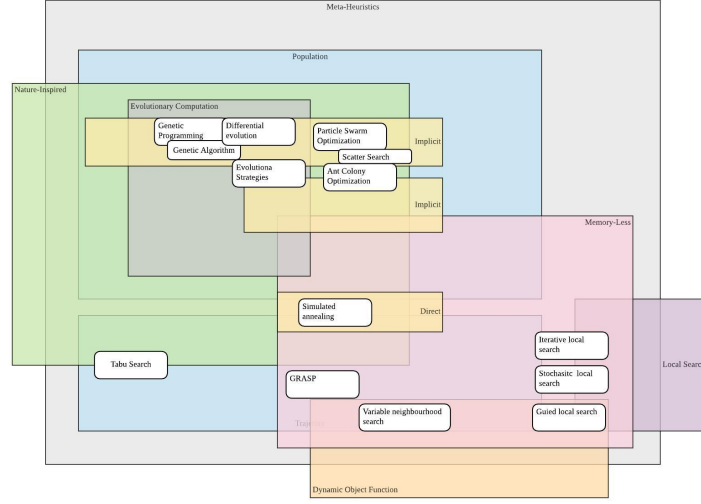 Meta-Heuristics
Population
Nature-Inspired
Evolutionary Computation
Genetic
Programming
Differential
evolution
Particle Swarm
Optimization
Implicit
Genetic Algorithm
Scatter Search
Evolutiona
Strategies
Ant Colony
Optimization
Implicit
Memory-Less
Simulated
annealing
Direct
Iterative local
search
Tabu Search
Local Searc
Stochasitc local
search
GRASP
Variable neighbourhood
search
Guied local search
Dynamic Object Function